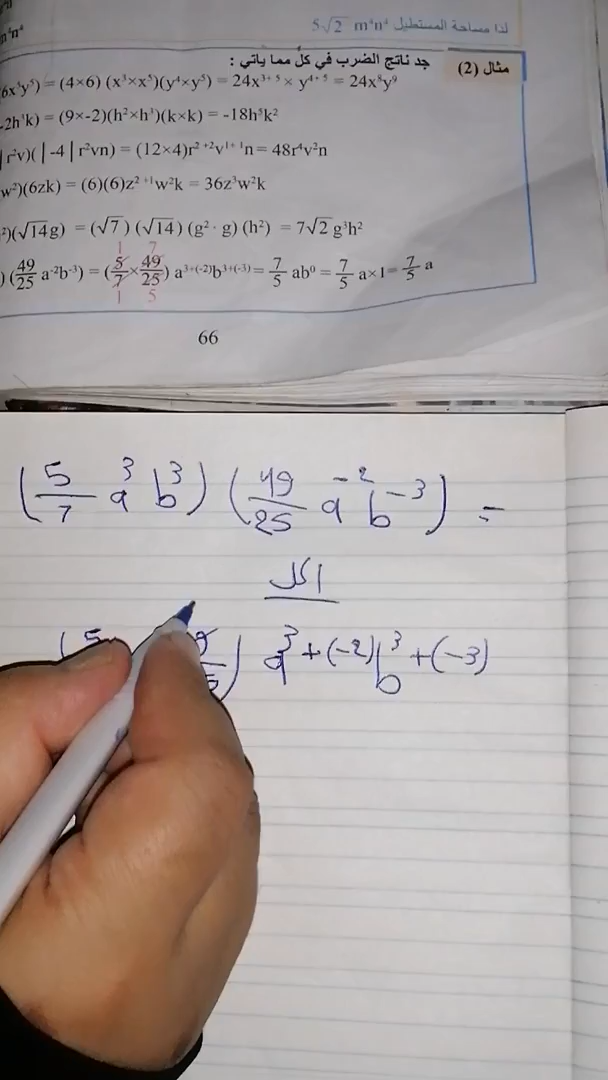 لذا مساحة المستطيل 5√2 m⁴n⁴
مثال (2) جد ناتج الضرب في كل مما يأتي :
6x⁵y⁵) = (4×6) (x³×x⁵)(y⁴×y⁵) = 24x³⁺⁵ × y⁴⁺⁵ = 24x⁸y⁹
-2h³k) = (9×-2)(h²×h³)(k×k) = -18h⁵k²
r²v)(|-4| r²vn) = (12×4)r²⁺²v¹⁺¹n = 48r⁴v²n
w²)(6zk) = (6)(6)z²⁺¹w²k = 36z³w²k
²)(√14g) = (√7) (√14) (g² · g) (h²) = 7√2 g³h²
) (49/25 a⁻²b⁻³) = (5/7 × 49/25) a³⁺⁽⁻²⁾b³⁺⁽⁻³⁾ = 7/5 ab⁰ = 7/5 a×1 = 7/5 a
66
(5/7 a³ b³) (49/25 a⁻² b⁻³) =
الحل
a³⁺⁽⁻²⁾ b³⁺⁽⁻³⁾